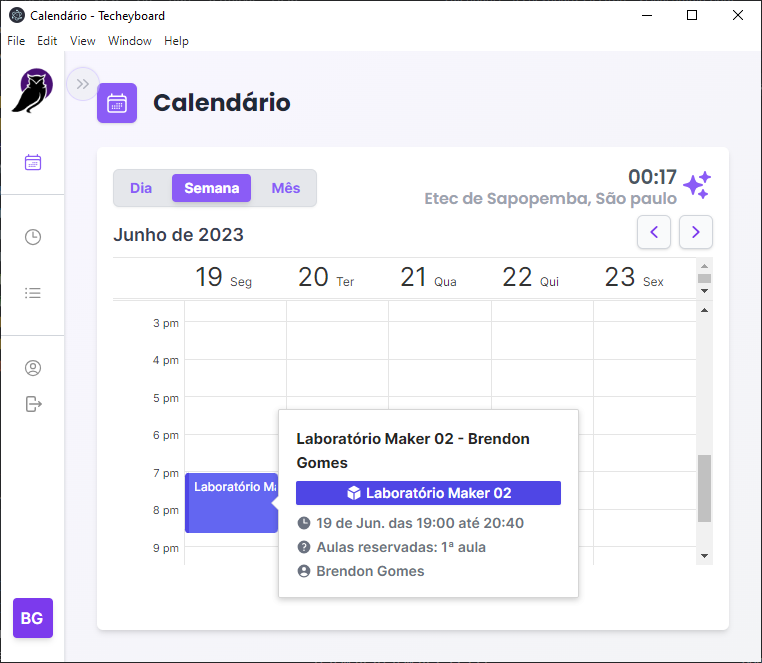 Calendário - Techeyboard
File Edit View Window Help
Calendário
Dia Semana Mês
00:17
Etec de Sapopemba, São paulo
Junho de 2023
19 Seg 20 Ter 21 Qua 22 Qui 23 Sex
3 pm
4 pm
5 pm
6 pm
7 pm
8 pm
9 pm
Laboratório Ma
Laboratório Maker 02 - Brendon
Gomes
Laboratório Maker 02
19 de Jun. das 19:00 até 20:40
Aulas reservadas: 1ª aula
Brendon Gomes
BG